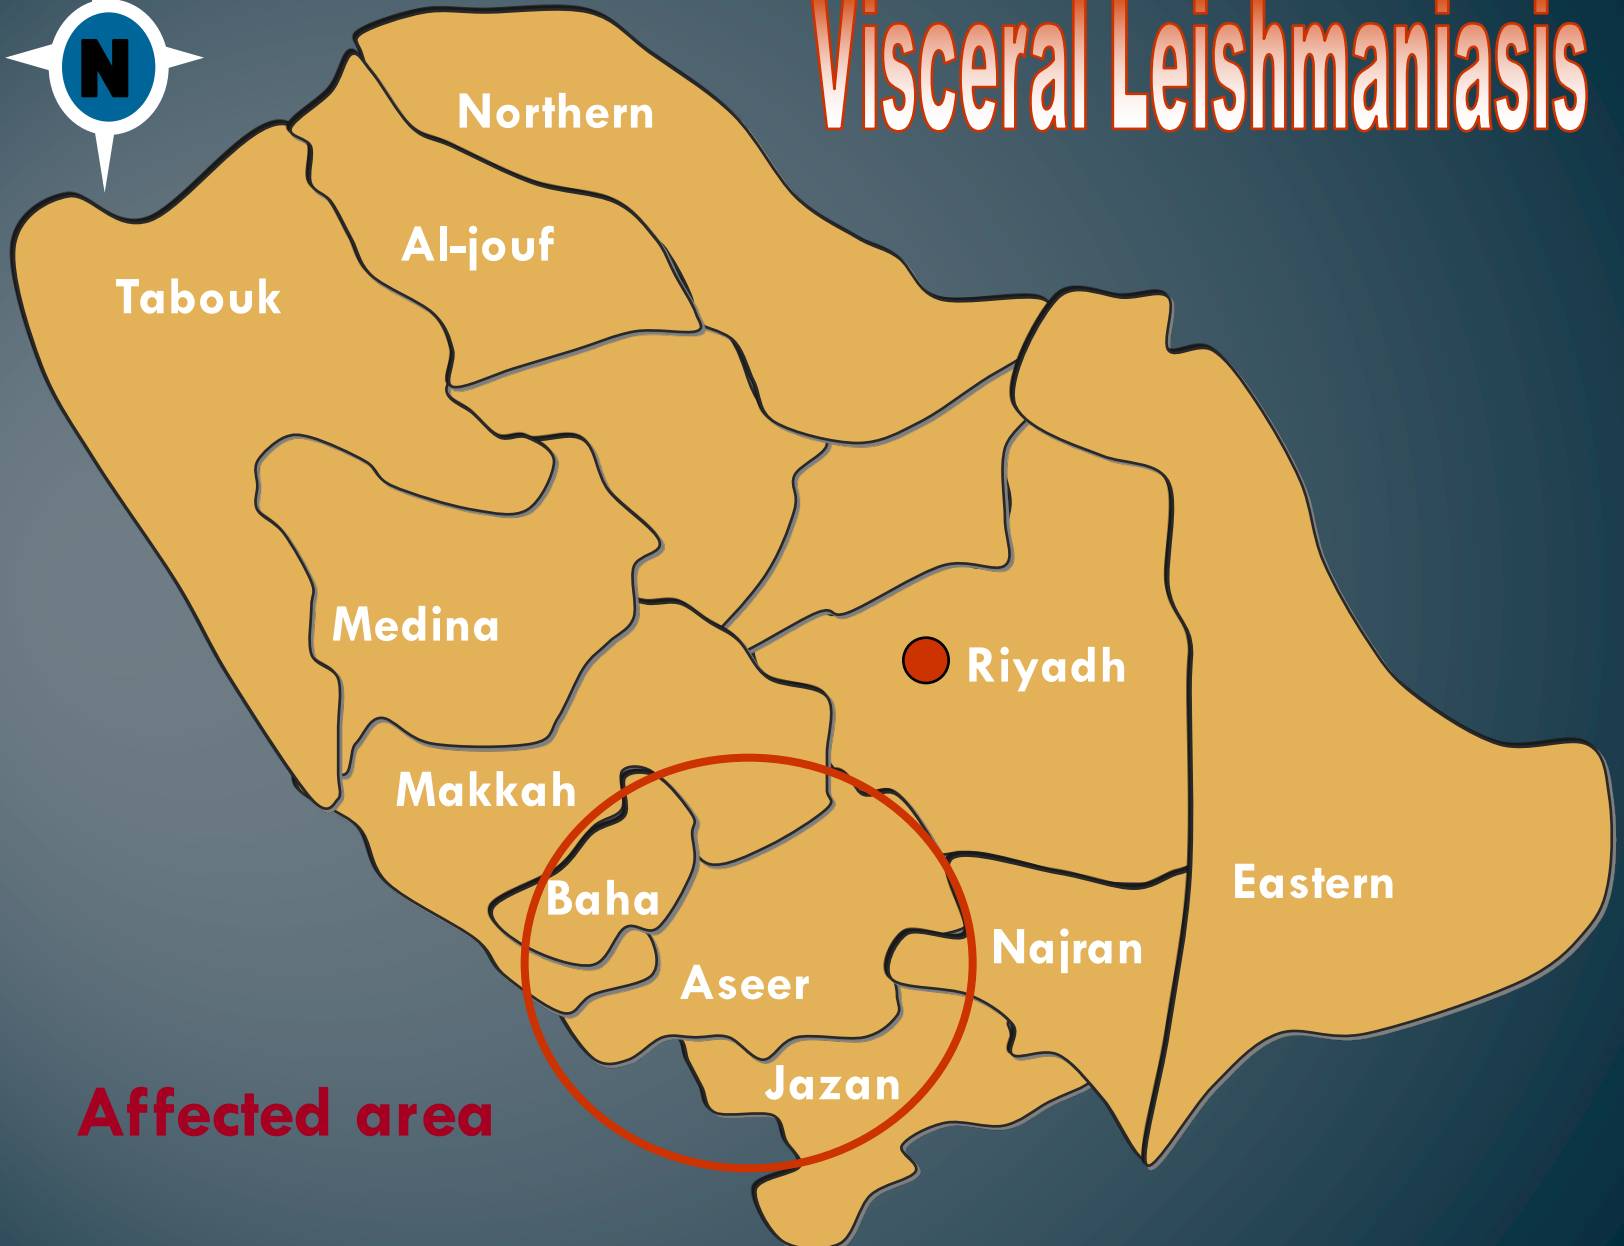 N
Visceral Leishmaniasis
Northern
Al-jouf
Tabouk
Medina
Riyadh
Makkah
Eastern
Baha
Najran
Aseer
Jazan
Affected area